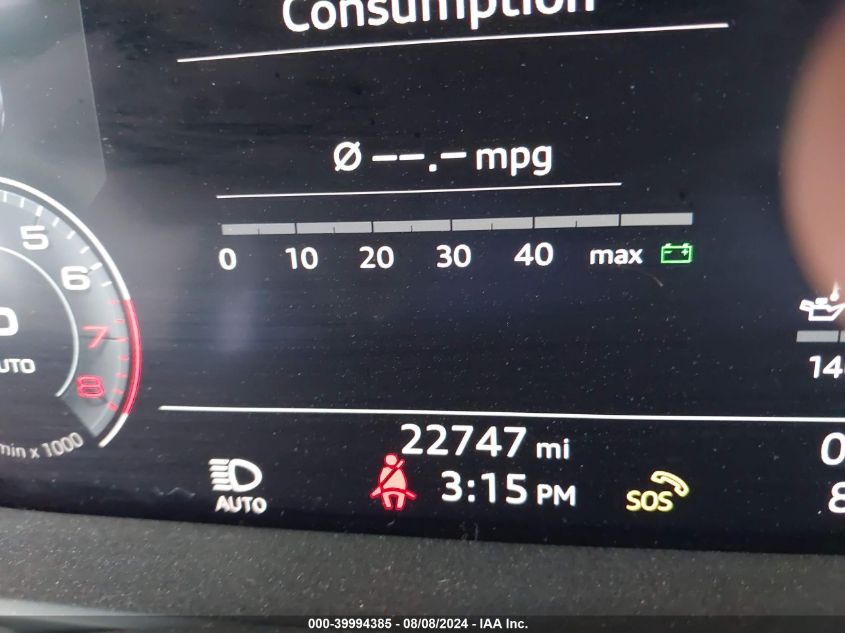 Consumption
Ø --.- mpg
0 10 20 30 40 max
5
6
7
8
min x 1000
22747 mi
AUTO
3:15 PM
SOS
000-39994385 - 08/08/2024 - IAA Inc.